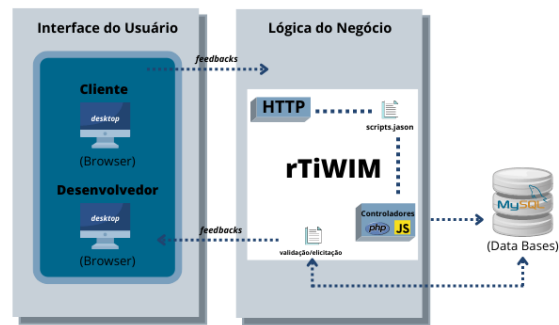 Interface do Usuário
Lógica do Negócio
feedbacks
Cliente
desktop
(Browser)
Desenvolvedor
desktop
(Browser)
feedbacks
HTTP
scripts.jason
rTiWIM
Controladores
php JS
validação/elicitação
MySQL
(Data Bases)